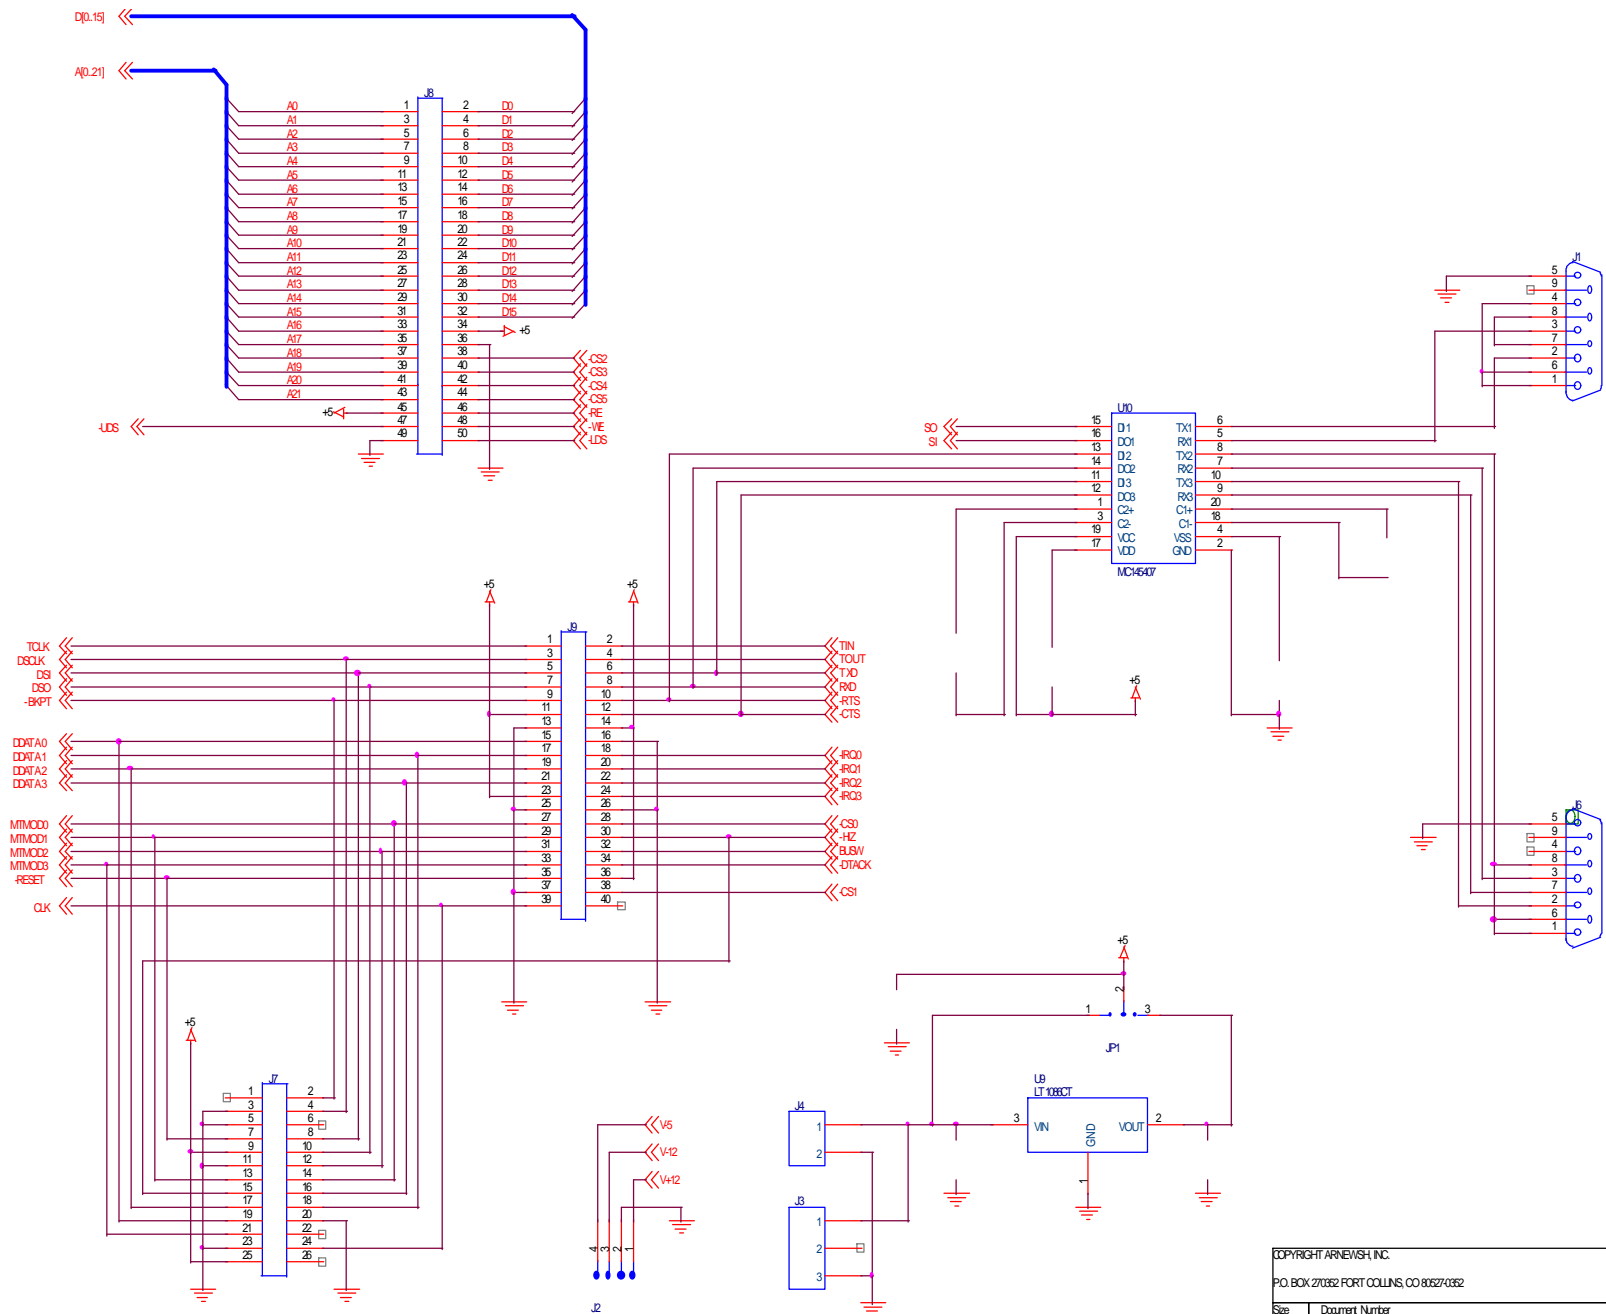 D[0..15]
A[0..21]
J8
A0 1 2 D0
A1 3 4 D1
A2 5 6 D2
A3 7 8 D3
A4 9 10 D4
A5 11 12 D5
A6 13 14 D6
A7 15 16 D7
A8 17 18 D8
A9 19 20 D9
A10 21 22 D10
A11 23 24 D11
A12 25 26 D12
A13 27 28 D13
A14 29 30 D14
A15 31 32 D15
A16 33 34 +5
A17 35 36
A18 37 38 -CS2
A19 39 40 -CS3
A20 41 42 -CS4
A21 43 44 -CS5
+5 45 46 -RE
-UDS 47 48 -WE
49 50 -LDS
J1
5
9
4
8
3
7
2
6
1
U10
SO 15 DI1 TX1 6
SI 16 DO1 RX1 5
13 DI2 TX2 8
14 DO2 RX2 7
11 DI3 TX3 10
12 DO3 RX3 9
1 C2+ C1+ 20
3 C2- C1- 18
19 VCC VSS 4
17 VDD GND 2
MC145407
+5
+5
+5
J9
TCLK 1 2 TIN
DSCLK 3 4 TOUT
DSI 5 6 TXD
DSO 7 8 RXD
-BKPT 9 10 -RTS
11 12 -CTS
13 14
DDATA0 15 16
DDATA1 17 18 -IRQ0
DDATA2 19 20 -IRQ1
DDATA3 21 22 -IRQ2
23 24 -IRQ3
25 26
MTMOD0 27 28 -CS0
MTMOD1 29 30 -HIZ
MTMOD2 31 32 BUSW
MTMOD3 33 34 -DTACK
-RESET 35 36
37 38 -CS1
CLK 39 40
J6
5
9
4
8
3
7
2
6
1
+5
2
1 3
JP1
+5
J7
1 2
3 4
5 6
7 8
9 10
11 12
13 14
15 16
17 18
19 20
21 22
23 24
25 26
V-5
V-12
V+12
4 3 2 1
J2
J4
1
2
J3
1
2
3
U9
LT1086CT
3 VIN VOUT 2
GND
1
COPYRIGHT ARNEWSH, INC.
P.O. BOX 270352 FORT COLLINS, CO 80527-0352
Size Document Number